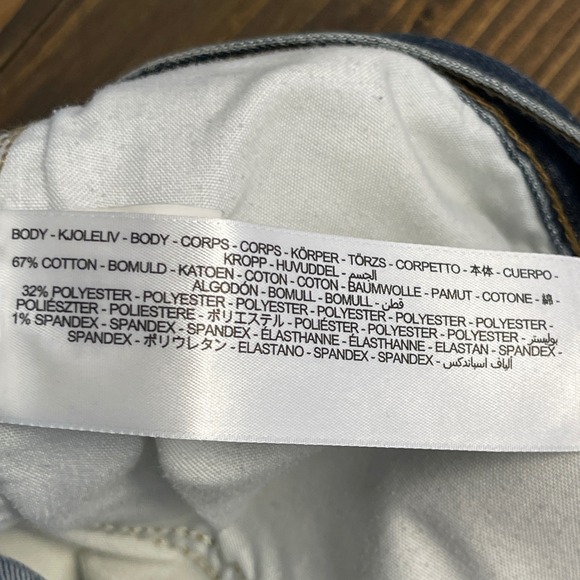 BODY - KJOLELIV - BODY - CORPS - CORPS - KÖRPER - TÖRZS - CORPETTO - 本体 - CUERPO -
KROPP - HUVUDDEL - الجسم
67% COTTON - BOMULD - KATOEN - COTON - COTON - BAUMWOLLE - PAMUT - COTONE - 綿 -
ALGODÓN - BOMULL - BOMULL - قطن
32% POLYESTER - POLYESTER - POLYESTER - POLYESTER - POLYESTER - POLYESTER -
POLIÉSZTER - POLIESTERE - ポリエステル - POLIÉSTER - POLYESTER - POLYESTER - بوليستر
1% SPANDEX - SPANDEX - SPANDEX - ÉLASTHANNE - ÉLASTHANNE - ELASTAN - SPANDEX -
SPANDEX - ポリウレタン - ELASTANO - SPANDEX - SPANDEX - ألياف اسباندكس